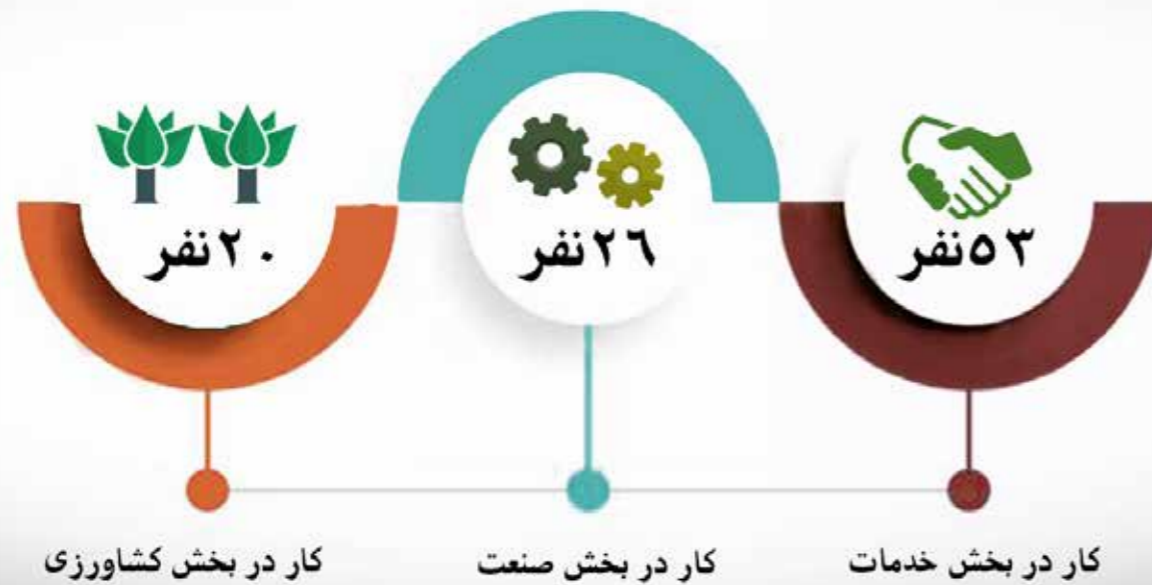 ۵۳نفر
۲۶نفر
۲۰نفر
کار در بخش خدمات
کار در بخش صنعت
کار در بخش کشاورزی